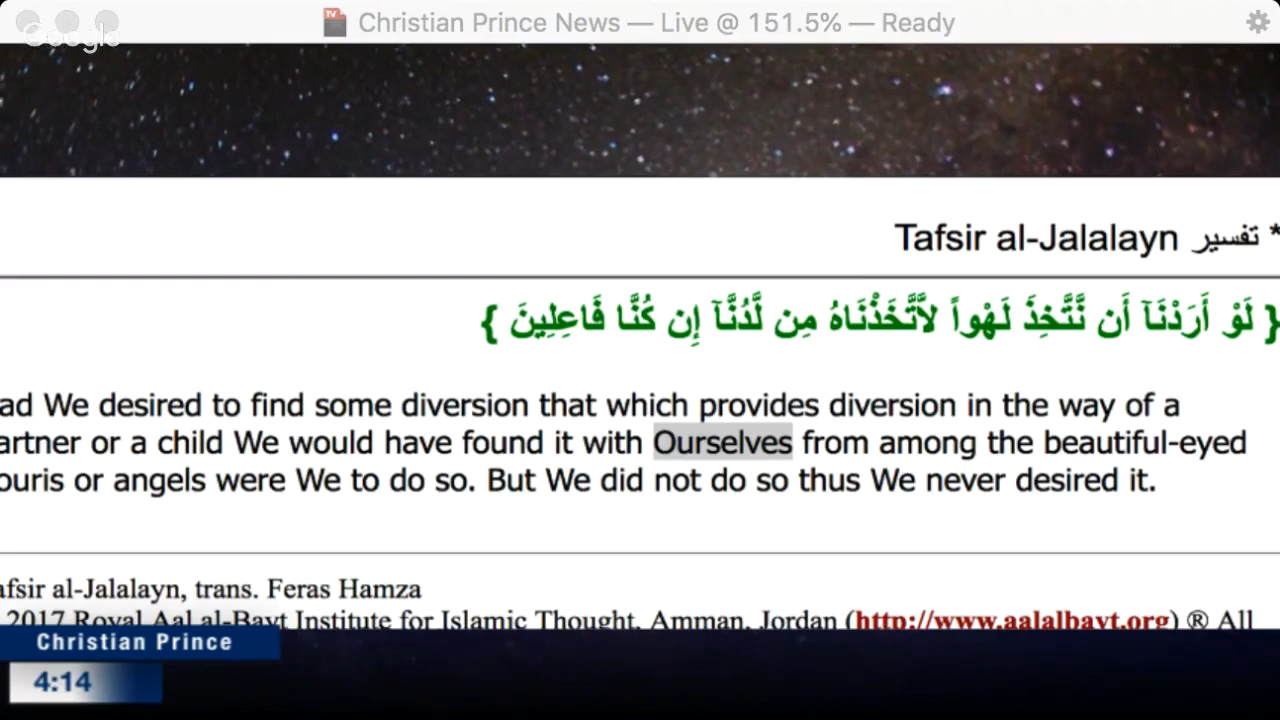 Christian Prince News — Live @ 151.5% — Ready
Google
Tafsir al-Jalalayn تفسير *
{ لَوْ أَرَدْنَآ أَن نَّتَّخِذَ لَهْواً لاَّتَّخَذْنَاهُ مِن لَّدُنَّآ إِن كُنَّا فَاعِلِينَ }
ad We desired to find some diversion that which provides diversion in the way of a
artner or a child We would have found it with Ourselves from among the beautiful-eyed
ouris or angels were We to do so. But We did not do so thus We never desired it.
afsir al-Jalalayn, trans. Feras Hamza
2017 Royal Aal al-Bayt Institute for Islamic Thought, Amman, Jordan (http://www.aalalbayt.org) ® All
Christian Prince
4:14